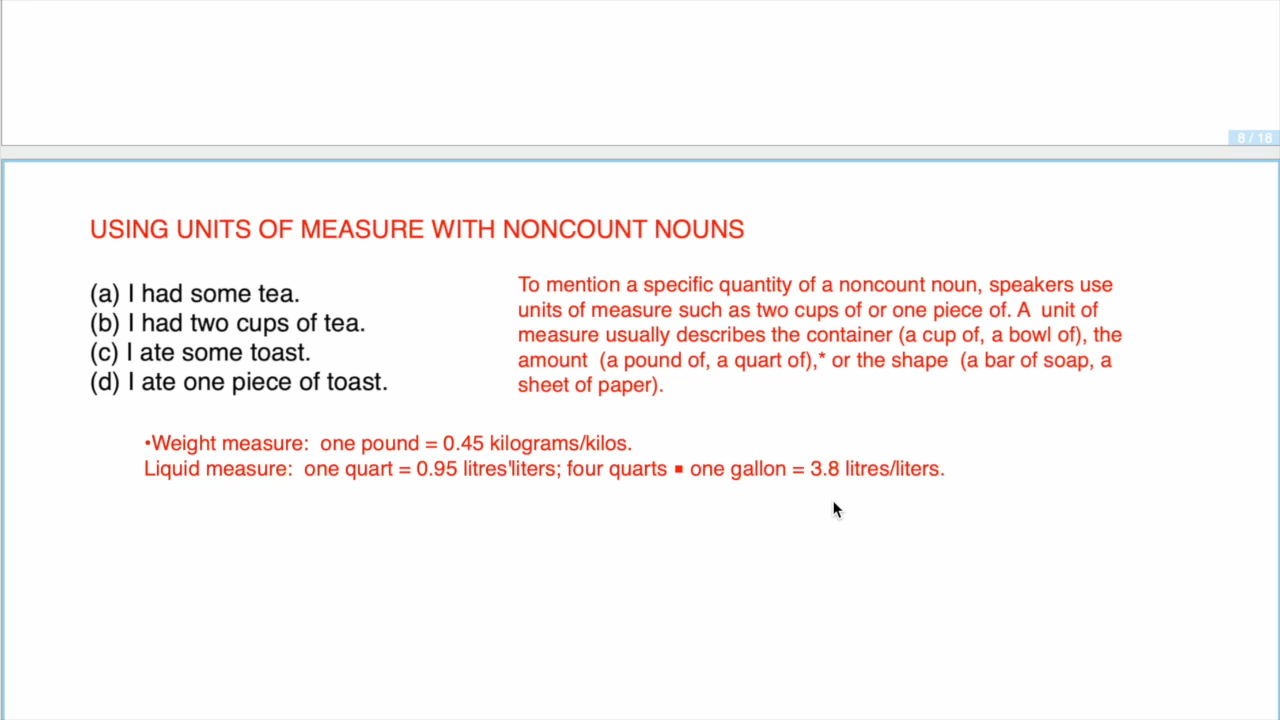 8 / 18
USING UNITS OF MEASURE WITH NONCOUNT NOUNS
(a) I had some tea.
(b) I had two cups of tea.
(c) I ate some toast.
(d) I ate one piece of toast.
To mention a specific quantity of a noncount noun, speakers use
units of measure such as two cups of or one piece of. A  unit of
measure usually describes the container (a cup of, a bowl of), the
amount  (a pound of, a quart of),* or the shape  (a bar of soap, a
sheet of paper).
•Weight measure:  one pound = 0.45 kilograms/kilos.
Liquid measure:  one quart = 0.95 litres'liters; four quarts ▪ one gallon = 3.8 litres/liters.